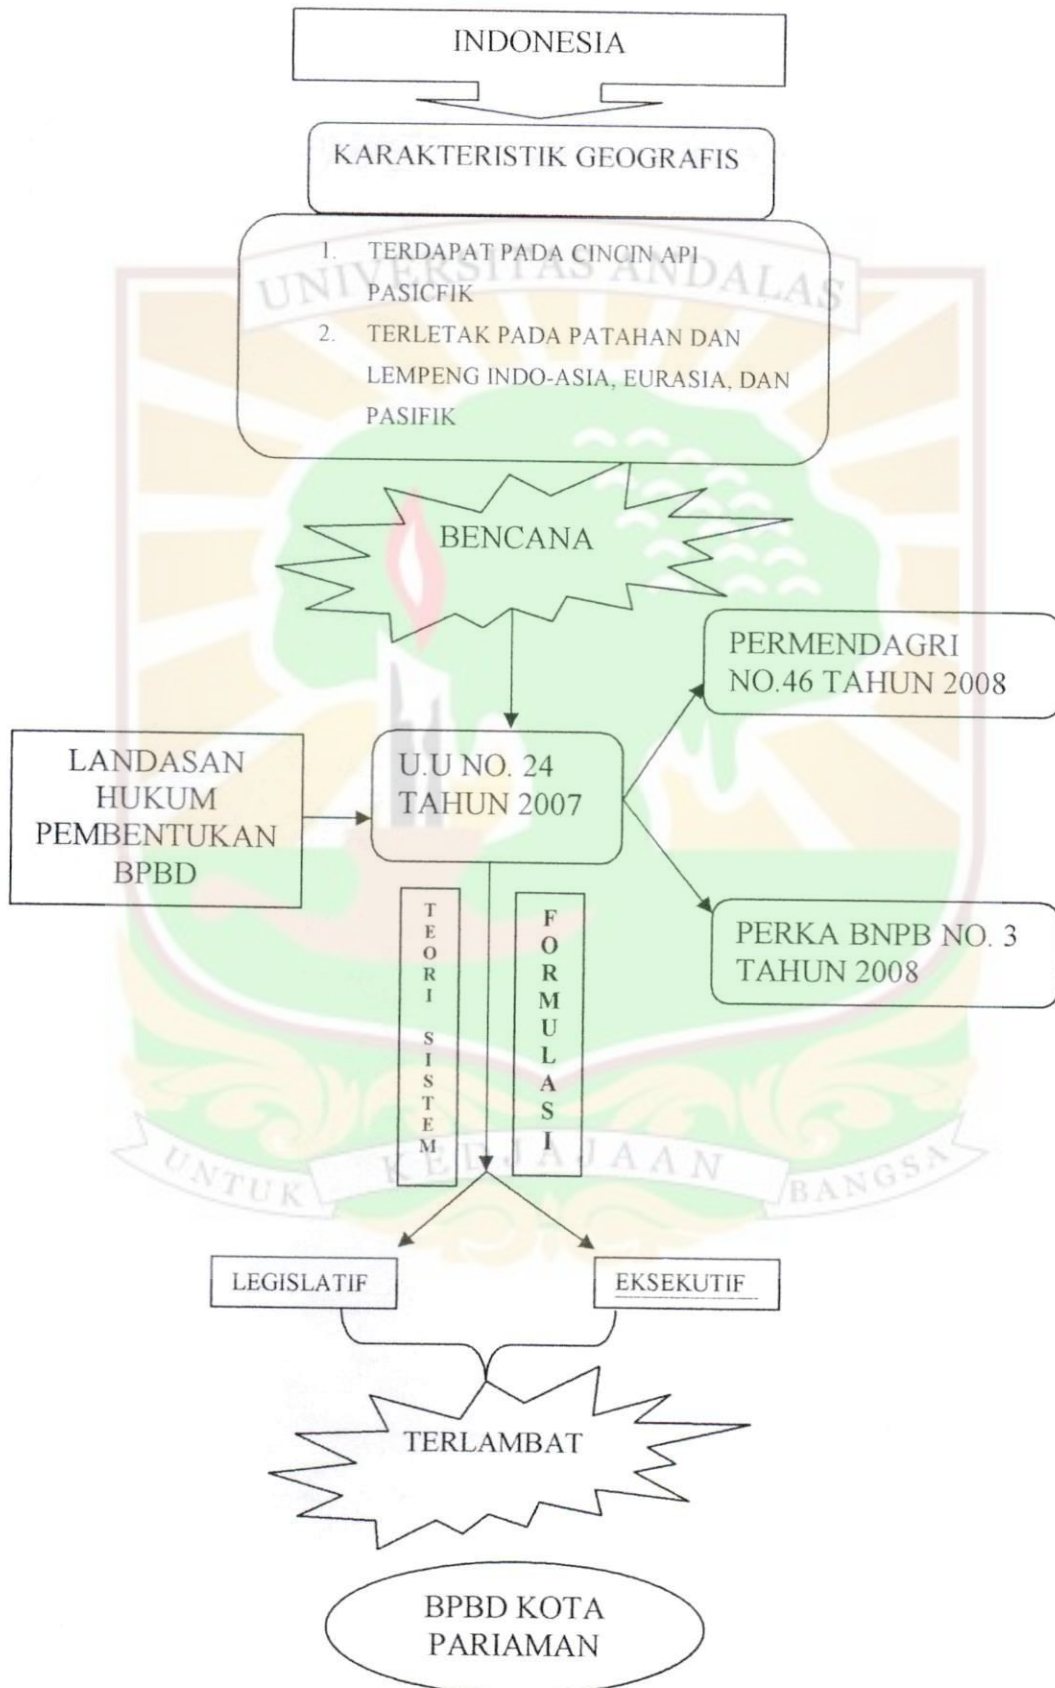 INDONESIA
KARAKTERISTIK GEOGRAFIS
1. TERDAPAT PADA CINCIN API
PASICFIK
2. TERLETAK PADA PATAHAN DAN
LEMPENG INDO-ASIA, EURASIA, DAN
PASIFIK
UNIVERSITAS ANDALAS
BENCANA
PERMENDAGRI
NO.46 TAHUN 2008
LANDASAN
HUKUM
PEMBENTUKAN
BPBD
U.U NO. 24
TAHUN 2007
PERKA BNPB NO. 3
TAHUN 2008
TEORI SISTEM
FORMULASI
UNTUK KEDJAJAAN BANGSA
LEGISLATIF
EKSEKUTIF
TERLAMBAT
BPBD KOTA
PARIAMAN